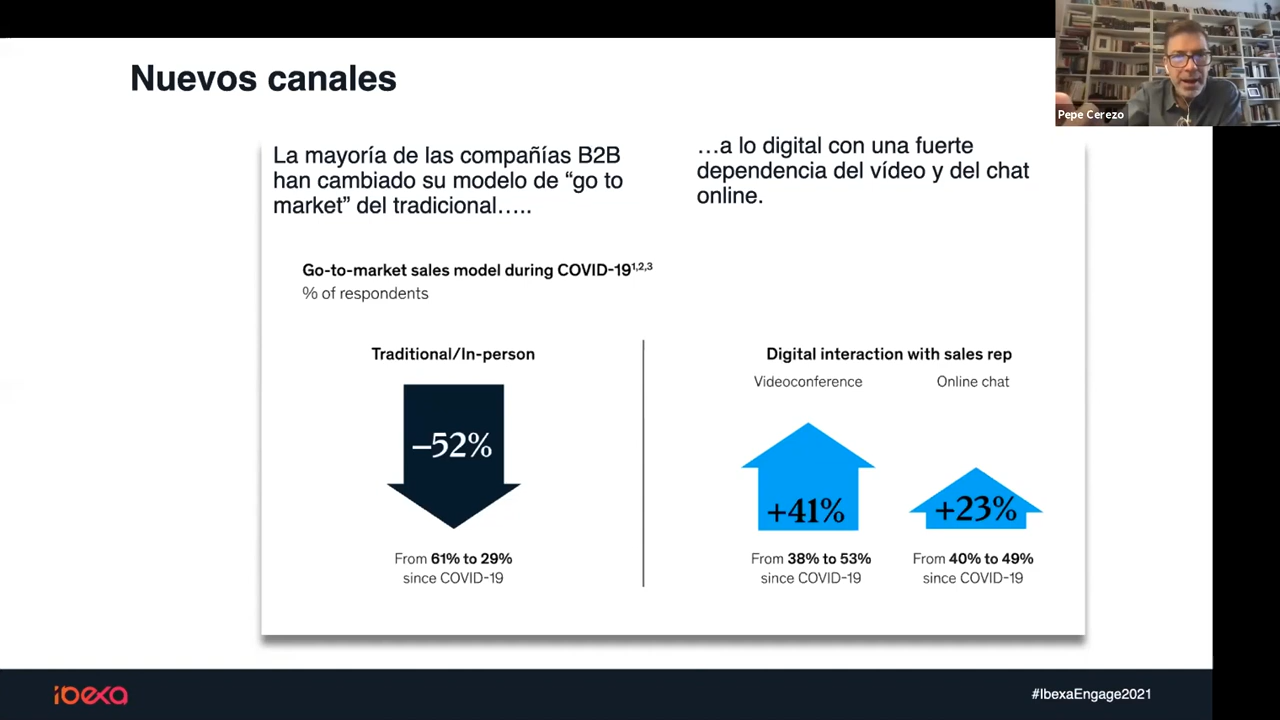 Nuevos canales
Pepe Cerezo
La mayoría de las compañías B2B
han cambiado su modelo de “go to
market” del tradicional…..
…a lo digital con una fuerte
dependencia del vídeo y del chat
online.
Go-to-market sales model during COVID-19¹,²,³
% of respondents
Traditional/In-person
–52%
From 61% to 29%
since COVID-19
Digital interaction with sales rep
Videoconference
+41%
From 38% to 53%
since COVID-19
Online chat
+23%
From 40% to 49%
since COVID-19
ibexa
#IbexaEngage2021